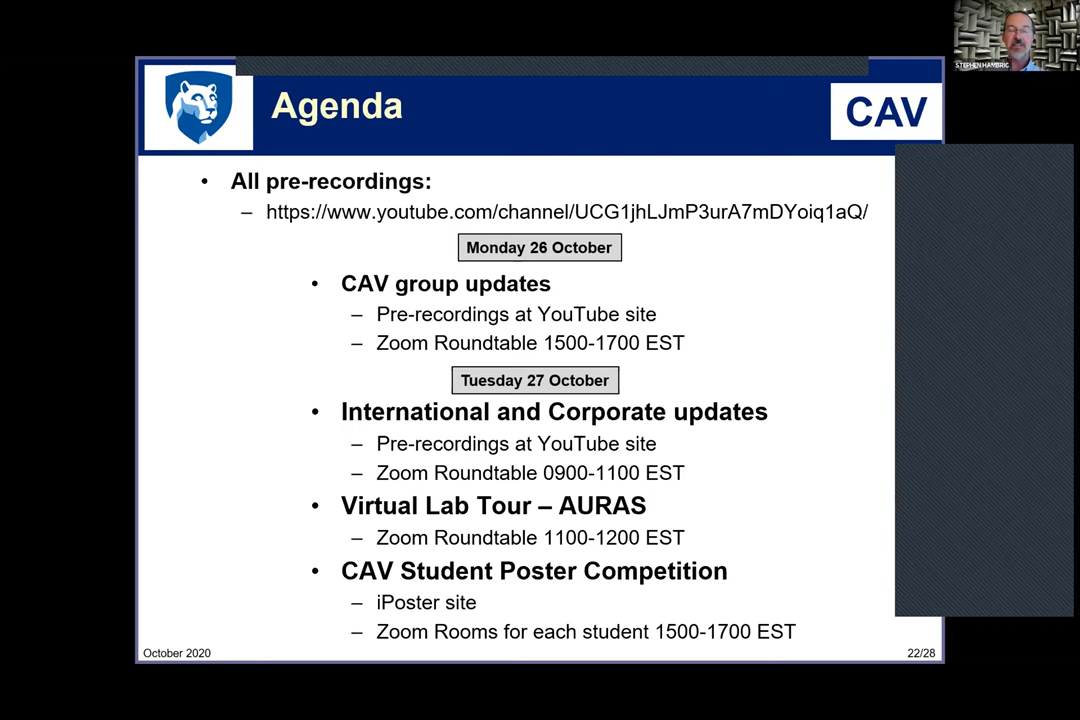 STEPHEN HAMBRIC
Agenda
CAV
• All pre-recordings:
– https://www.youtube.com/channel/UCG1jhLJmP3urA7mDYoiq1aQ/
Monday 26 October
• CAV group updates
– Pre-recordings at YouTube site
– Zoom Roundtable 1500-1700 EST
Tuesday 27 October
• International and Corporate updates
– Pre-recordings at YouTube site
– Zoom Roundtable 0900-1100 EST
• Virtual Lab Tour – AURAS
– Zoom Roundtable 1100-1200 EST
• CAV Student Poster Competition
– iPoster site
– Zoom Rooms for each student 1500-1700 EST
October 2020
22/28